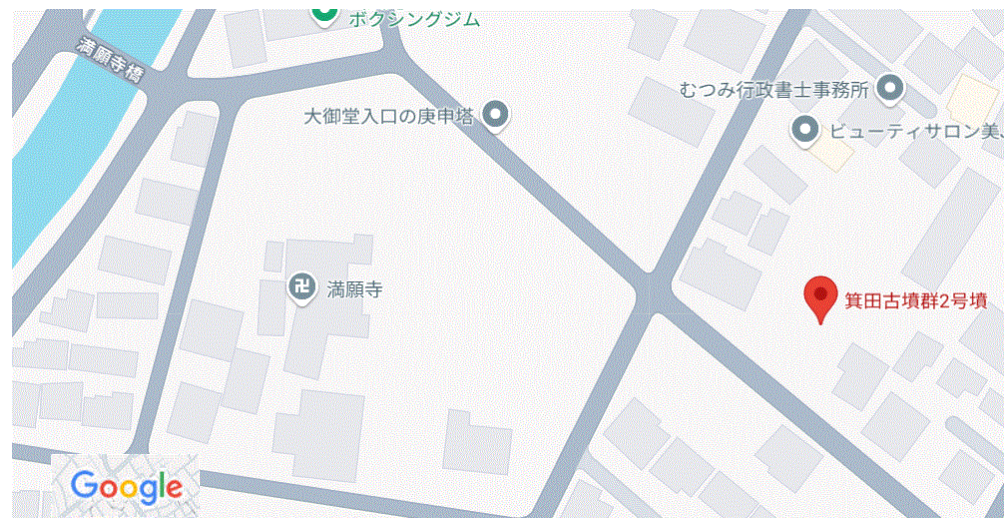 ボクシングジム
満願寺橋
むつみ行政書士事務所
大御堂入口の庚申塔
ビューティサロン美、
卍
満願寺
箕田古墳群2号墳
Google